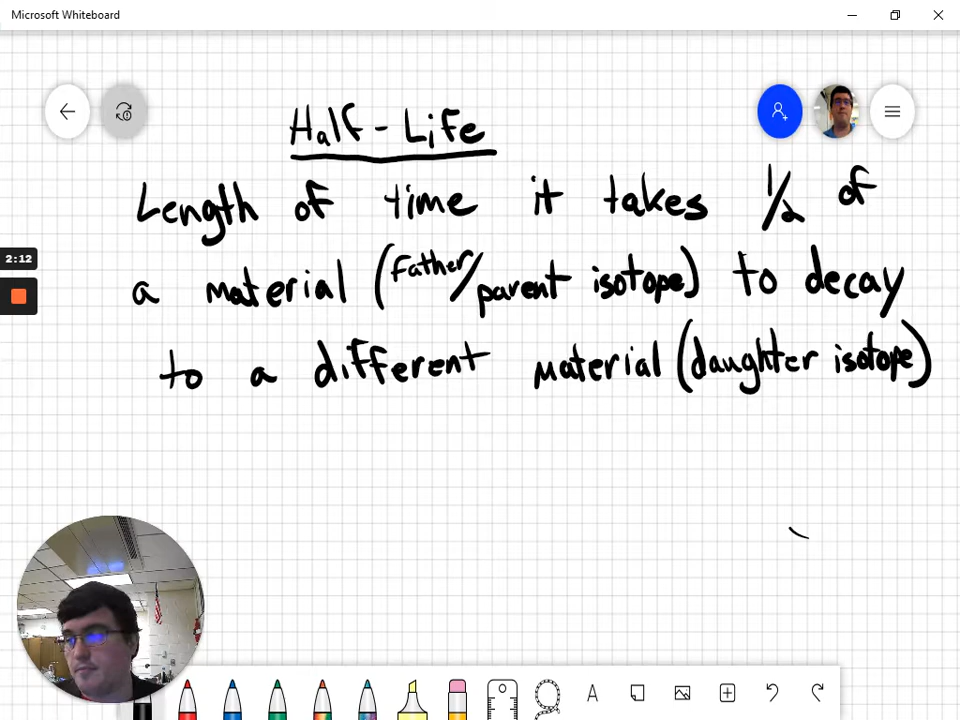 Microsoft Whiteboard
Half-Life
Length of time it takes 1/2 of
a material (Father/parent isotope) to decay
2:12
to a different material (daughter isotope)
A